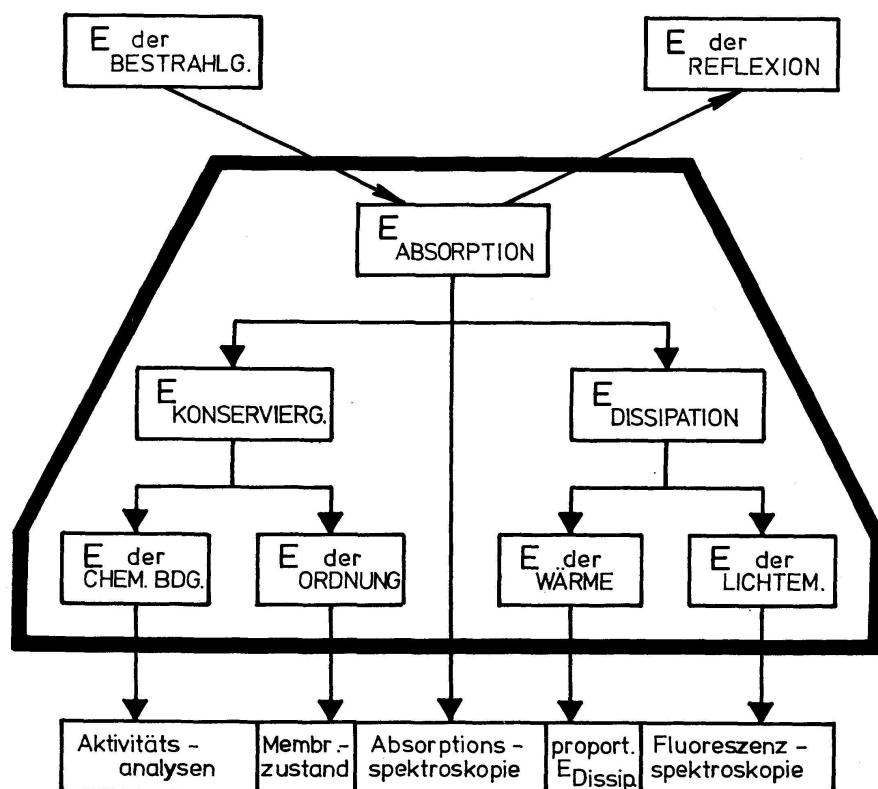 E der
BESTRAHLG.
E der
REFLEXION
E
ABSORPTION
E
KONSERVIERG.
E
DISSIPATION
E der
CHEM. BDG.
E der
ORDNUNG
E der
WÄRME
E der
LICHTEM.
Aktivitäts-
analysen
Membr.-
zustand
Absorptions-
spektroskopie
proport.
E Dissip.
Fluoreszenz-
spektroskopie